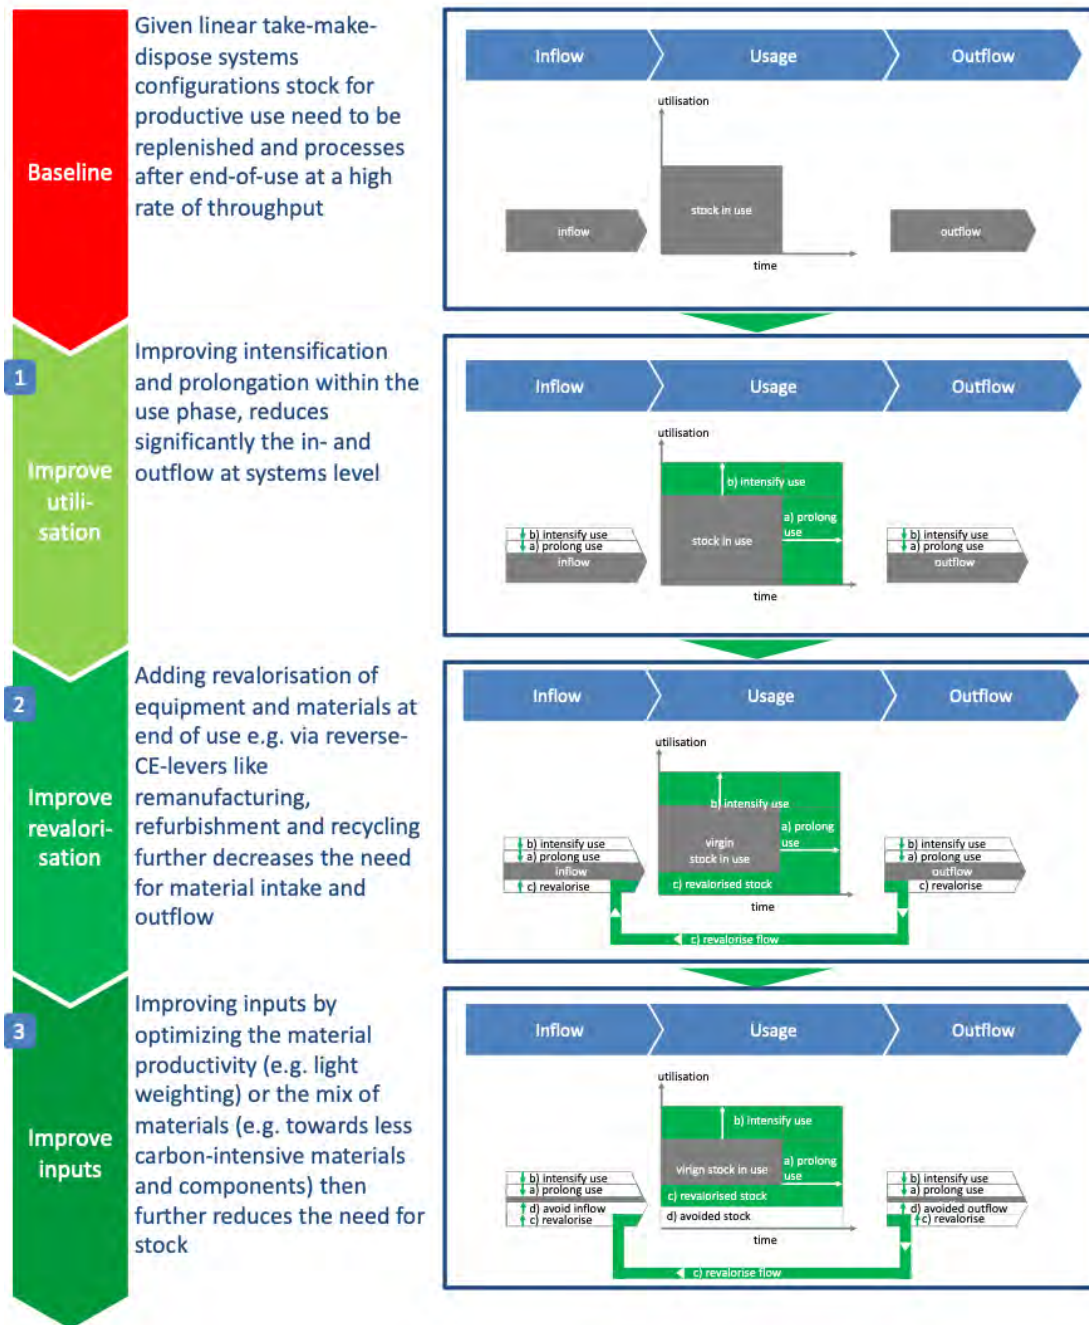 Baseline
Given linear take-make-
dispose systems
configurations stock for
productive use need to be
replenished and processes
after end-of-use at a high
rate of throughput
Inflow
Usage
Outflow
utilisation
stock in use
inflow
outflow
time
1
Improve
utili-
sation
Improving intensification
and prolongation within the
use phase, reduces
significantly the in- and
outflow at systems level
Inflow
Usage
Outflow
utilisation
b) intensify use
a) prolong
use
stock in use
b) intensify use
a) prolong use
inflow
b) intensify use
a) prolong use
outflow
time
2
Improve
revalori-
sation
Adding revalorisation of
equipment and materials at
end of use e.g. via reverse-
CE-levers like
remanufacturing,
refurbishment and recycling
further decreases the need
for material intake and
outflow
Inflow
Usage
Outflow
utilisation
b) intensify use
a) prolong
use
virgin
stock in use
c) revalorised stock
b) intensify use
a) prolong use
inflow
c) revalorise
b) intensify use
a) prolong use
outflow
c) revalorise
time
c) revalorise flow
3
Improve
inputs
Improving inputs by
optimizing the material
productivity (e.g. light
weighting) or the mix of
materials (e.g. towards less
carbon-intensive materials
and components) then
further reduces the need for
stock
Inflow
Usage
Outflow
utilisation
b) intensify use
a) prolong
use
virign stock in use
c) revalorised stock
d) avoided stock
b) intensify use
a) prolong use
d) avoid inflow
c) revalorise
b) intensify use
a) prolong use
d) avoided outflow
c) revalorise
time
c) revalorise flow